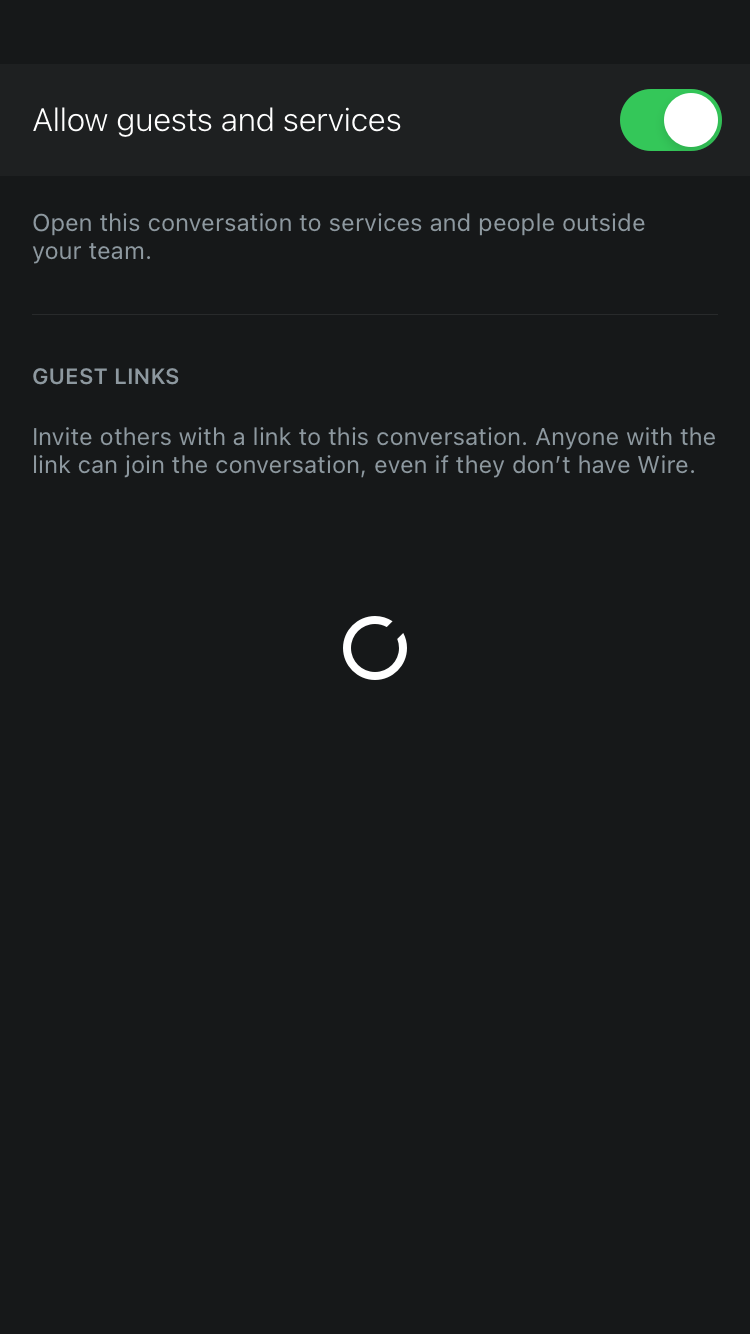 Allow guests and services
Open this conversation to services and people outside
your team.
GUEST LINKS
Invite others with a link to this conversation. Anyone with the
link can join the conversation, even if they don’t have Wire.